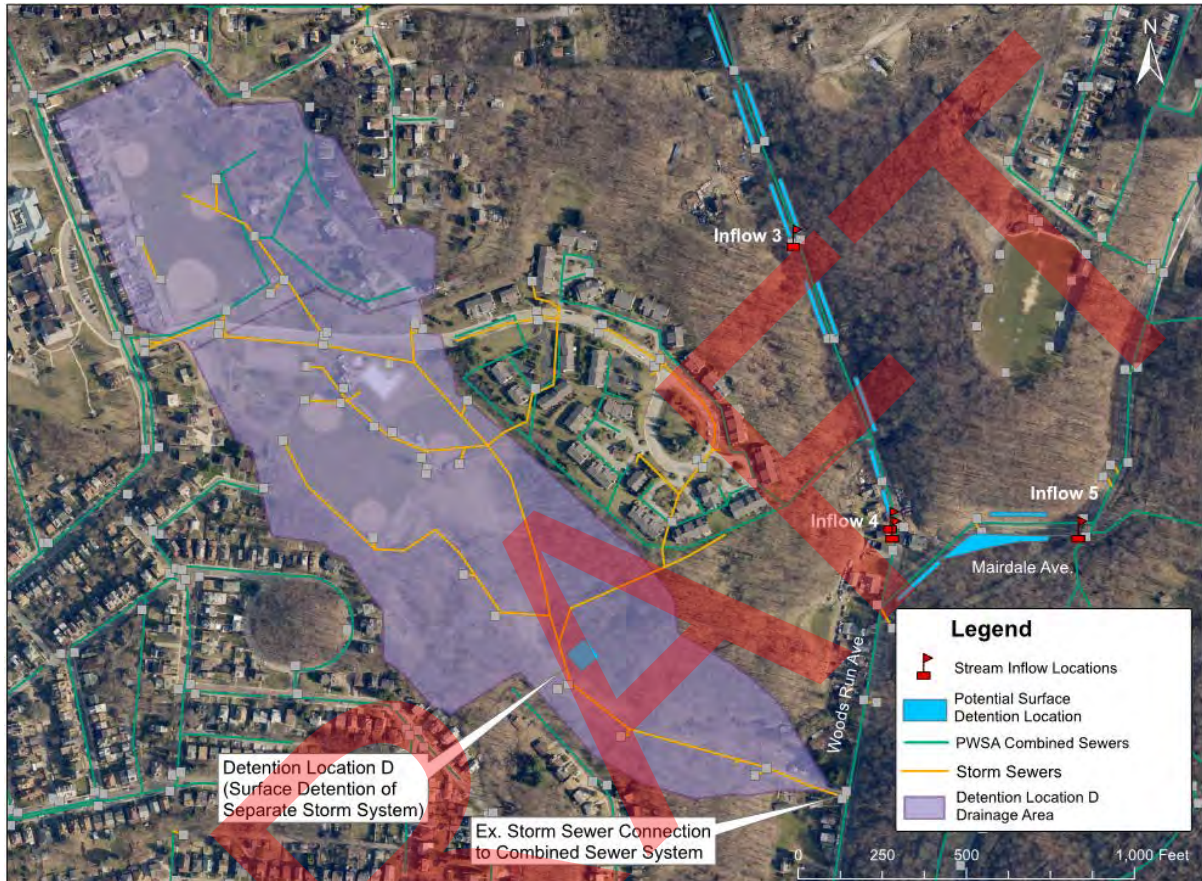 N
Inflow 3
Inflow 4
Inflow 5
Mairdale Ave.
Woods Run Ave.
Detention Location D
(Surface Detention of
Separate Storm System)
Ex. Storm Sewer Connection
to Combined Sewer System
Legend
Stream Inflow Locations
Potential Surface
Detention Location
PWSA Combined Sewers
Storm Sewers
Detention Location D
Drainage Area
0 250 500 1,000 Feet
DRAFT